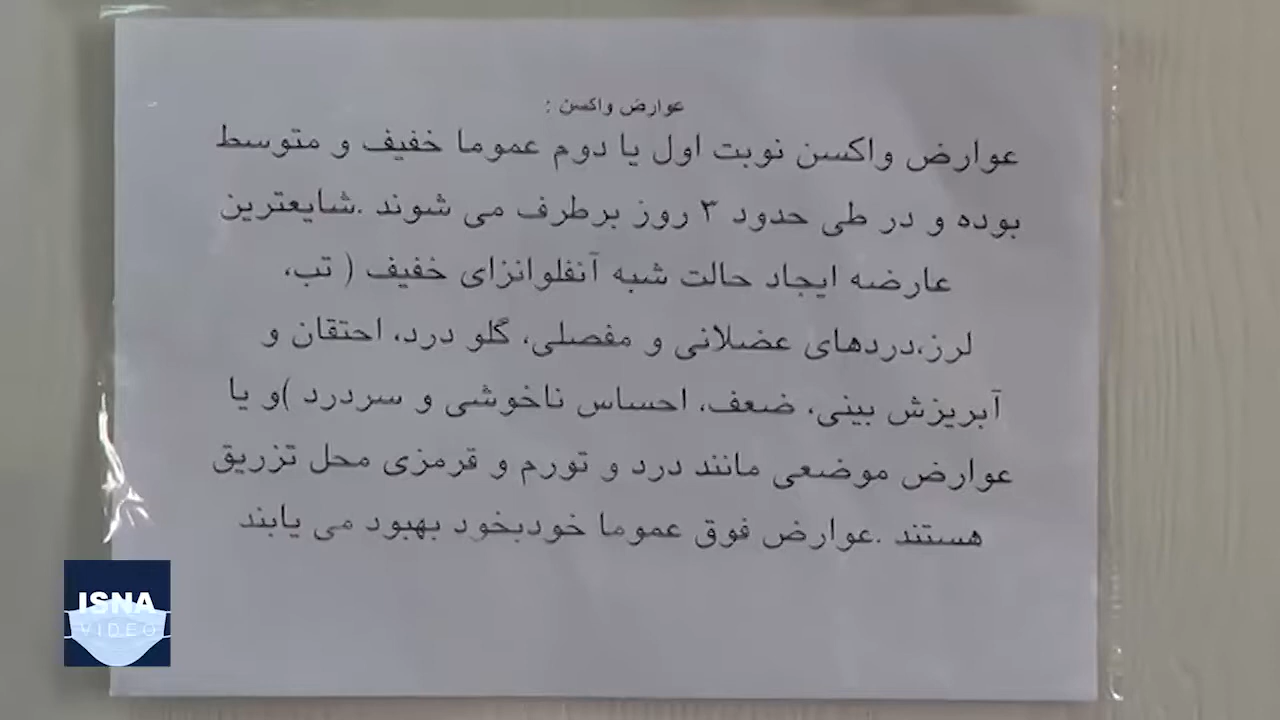 عوارض واکسن :
عوارض واکسن نوبت اول یا دوم عموما خفیف و متوسط
بوده و در طی حدود ۳ روز برطرف می شوند .شایعترین
عارضه ایجاد حالت شبه آنفلوانزای خفیف ( تب،
لرز،دردهای عضلانی و مفصلی، گلو درد، احتقان و
آبریزش بینی، ضعف، احساس ناخوشی و سردرد )و یا
عوارض موضعی مانند درد و تورم و قرمزی محل تزریق
هستند .عوارض فوق عموما خودبخود بهبود می یابند
ISNA
VIDEO